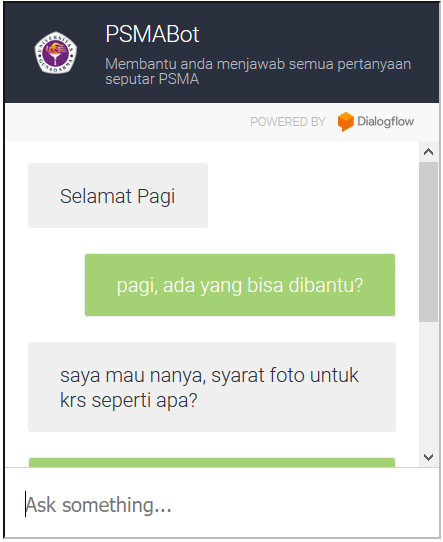 PSMABot
Membantu anda menjawab semua pertanyaan
seputar PSMA
POWERED BY Dialogflow
Selamat Pagi
pagi, ada yang bisa dibantu?
saya mau nanya, syarat foto untuk
krs seperti apa?
Ask something...